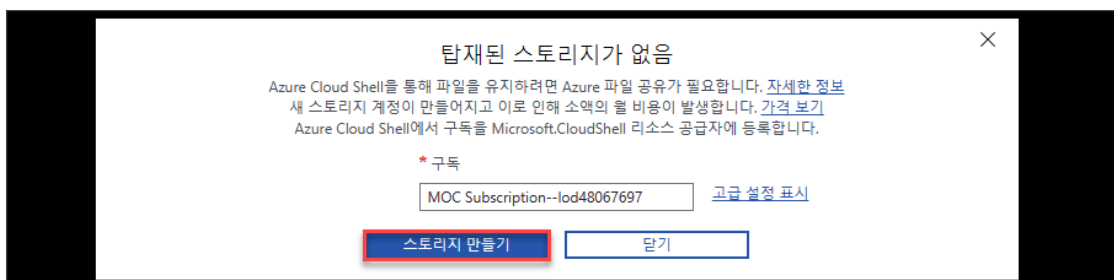 탑재된 스토리지가 없음
Azure Cloud Shell을 통해 파일을 유지하려면 Azure 파일 공유가 필요합니다. 자세한 정보
새 스토리지 계정이 만들어지고 이로 인해 소액의 월 비용이 발생합니다. 가격 보기
Azure Cloud Shell에서 구독을 Microsoft.CloudShell 리소스 공급자에 등록합니다.
* 구독
MOC Subscription--lod48067697 고급 설정 표시
스토리지 만들기 닫기